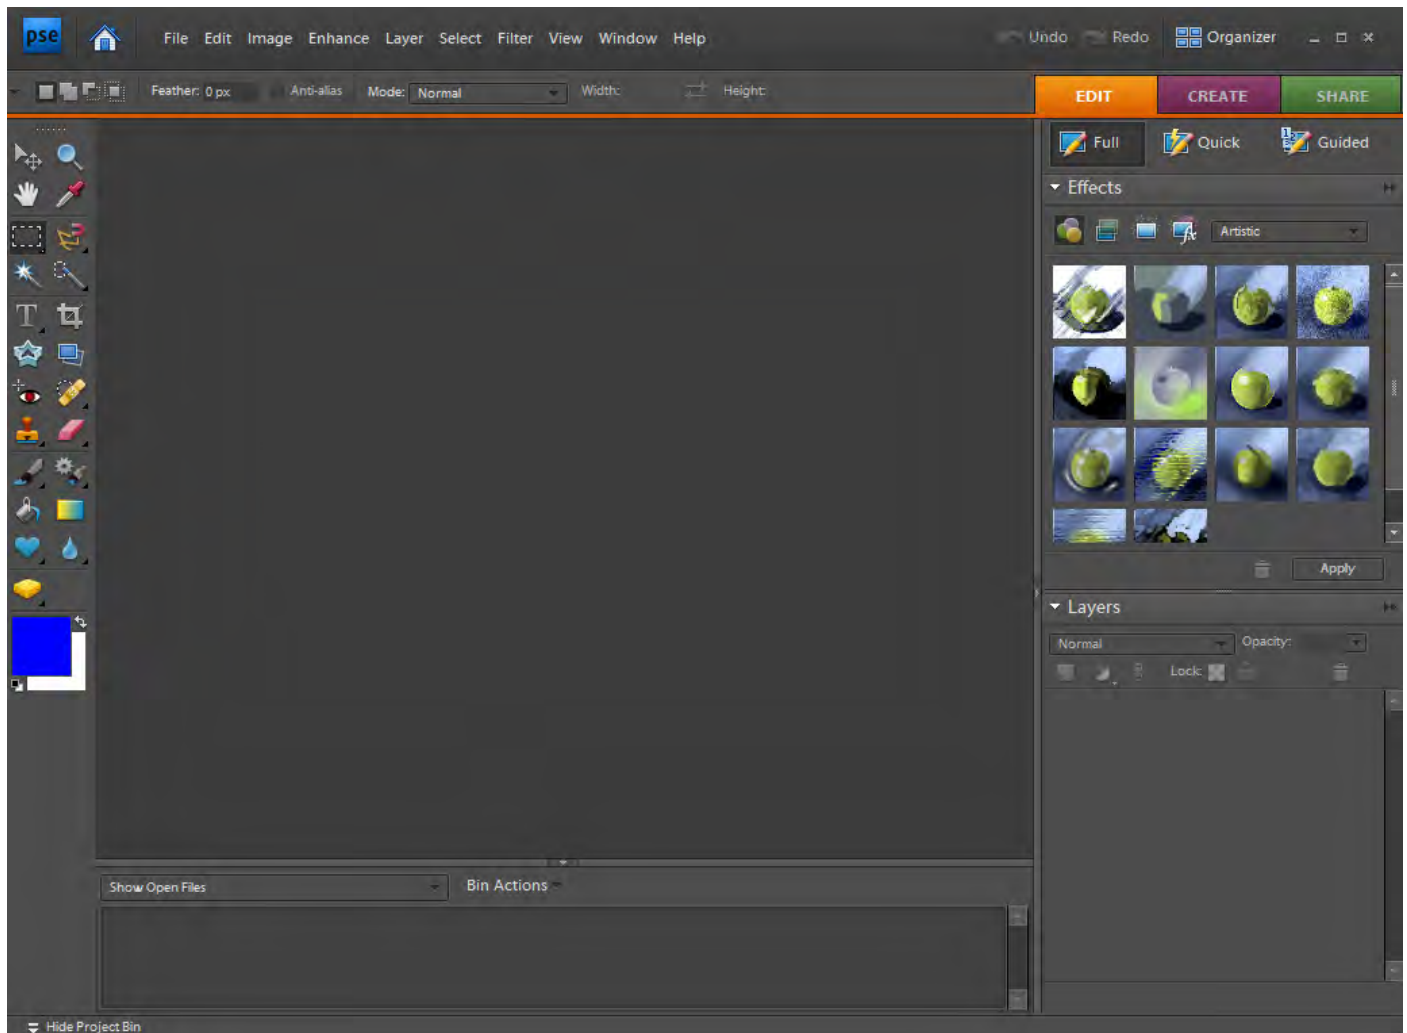 pse File Edit Image Enhance Layer Select Filter View Window Help Undo Redo Organizer
Feather: 0 px Anti-alias Mode: Normal Width: Height: EDIT CREATE SHARE
Full Quick Guided
Effects
Artistic
T
Apply
Layers
Normal Opacity:
Lock:
Show Open Files Bin Actions
Hide Project Bin